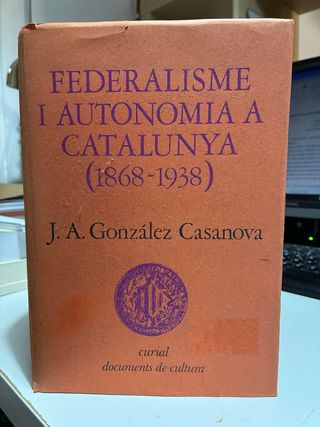 FEDERALISME
I AUTONOMIA A
CATALUNYA
(1868-1938)
J. A. González Casanova
curial
documents de cultura